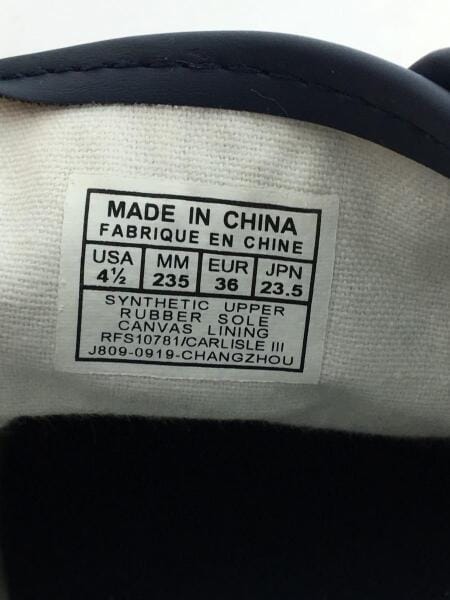 MADE IN CHINA
FABRIQUE EN CHINE
USA MM EUR JPN
4½ 235 36 23.5
SYNTHETIC UPPER
RUBBER SOLE
CANVAS LINING
RFS10781/CARLISLE III
J809-0919-CHANGZHOU